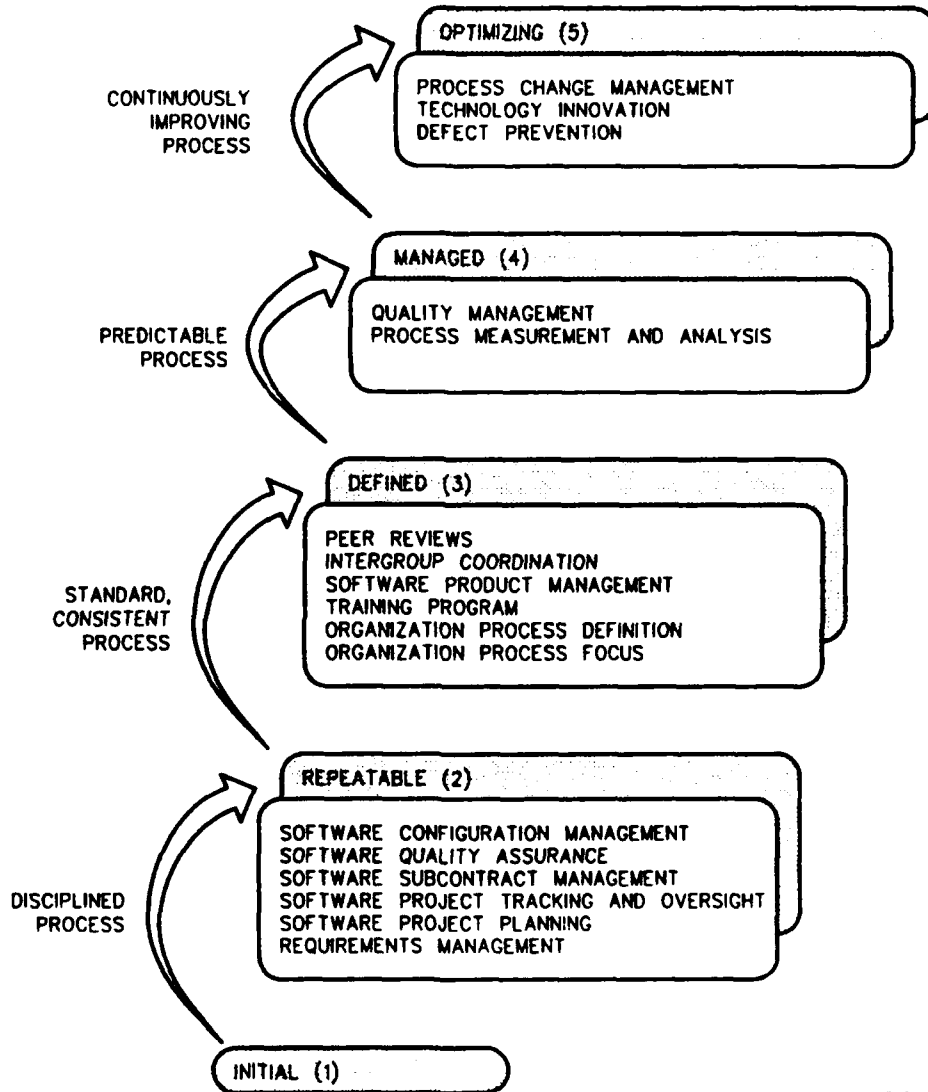 OPTIMIZING (5)
PROCESS CHANGE MANAGEMENT
TECHNOLOGY INNOVATION
DEFECT PREVENTION
CONTINUOUSLY
IMPROVING
PROCESS
MANAGED (4)
QUALITY MANAGEMENT
PROCESS MEASUREMENT AND ANALYSIS
PREDICTABLE
PROCESS
DEFINED (3)
PEER REVIEWS
INTERGROUP COORDINATION
SOFTWARE PRODUCT MANAGEMENT
TRAINING PROGRAM
ORGANIZATION PROCESS DEFINITION
ORGANIZATION PROCESS FOCUS
STANDARD,
CONSISTENT
PROCESS
REPEATABLE (2)
SOFTWARE CONFIGURATION MANAGEMENT
SOFTWARE QUALITY ASSURANCE
SOFTWARE SUBCONTRACT MANAGEMENT
SOFTWARE PROJECT TRACKING AND OVERSIGHT
SOFTWARE PROJECT PLANNING
REQUIREMENTS MANAGEMENT
DISCIPLINED
PROCESS
INITIAL (1)